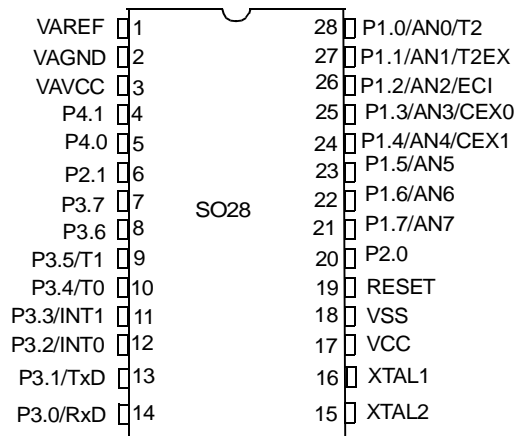 VAREF 1 28 P1.0/AN0/T2
VAGND 2 27 P1.1/AN1/T2EX
VAVCC 3 26 P1.2/AN2/ECI
P4.1 4 25 P1.3/AN3/CEX0
P4.0 5 24 P1.4/AN4/CEX1
P2.1 6 23 P1.5/AN5
P3.7 7 22 P1.6/AN6
SO28
P3.6 8 21 P1.7/AN7
P3.5/T1 9 20 P2.0
P3.4/T0 10 19 RESET
P3.3/INT1 11 18 VSS
P3.2/INT0 12 17 VCC
P3.1/TxD 13 16 XTAL1
P3.0/RxD 14 15 XTAL2